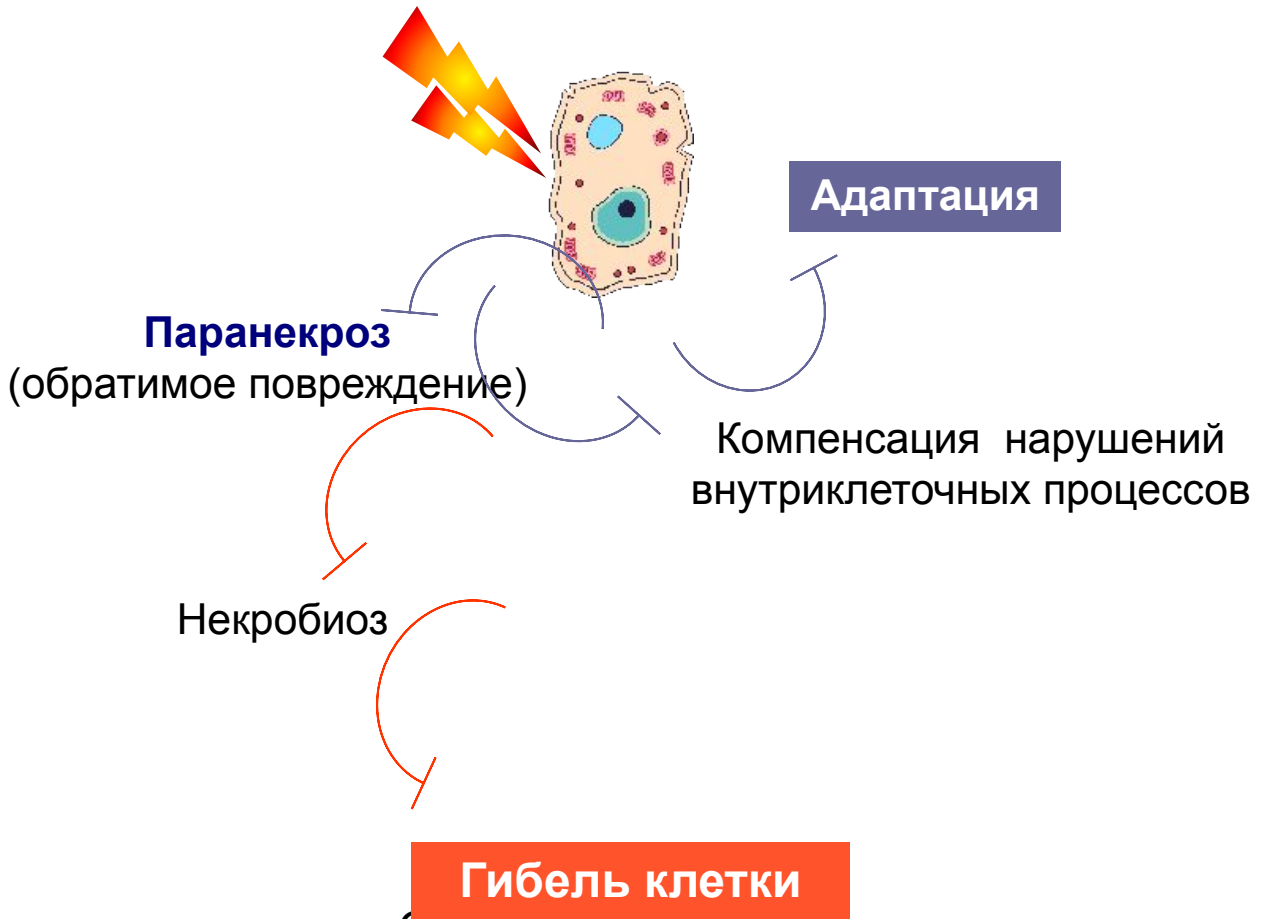 Адаптация
Паранекроз
(обратимое повреждение)
Компенсация нарушений
внутриклеточных процессов
Некробиоз
Гибель клетки